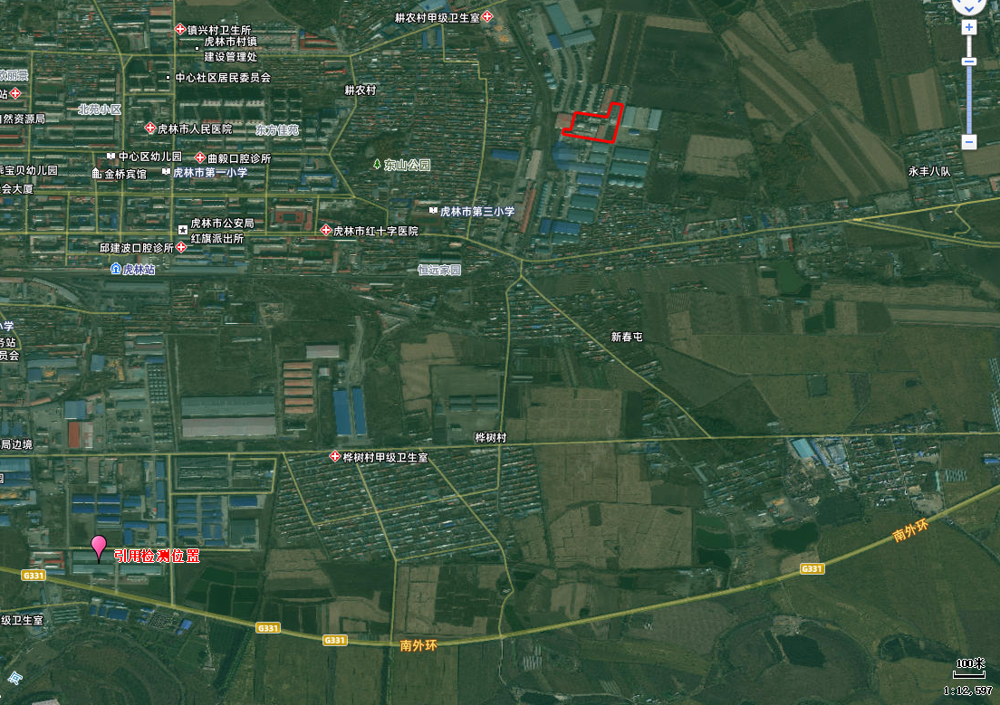 耕农村甲级卫生室
镇兴村卫生所
虎林市村镇
建设管理处
中心社区居民委员会
欣丽景
站
耕农村
北苑小区
自然资源局
虎林市人民医院
东方佳苑
中心区幼儿园
曲毅口腔诊所
东山公园
宝贝幼儿园
金桥宾馆
虎林市第一小学
永丰八队
会大厦
虎林市第三小学
虎林市公安局
红旗派出所
虎林市红十字医院
邱建波口腔诊所
虎林站
恒远家园
小学
务站
员会
新春屯
桦树村
局边境
桦树村甲级卫生室
南外环
引用检测位置
G331
G331
级卫生室
G331
G331
南外环
100米
1:12,597
河